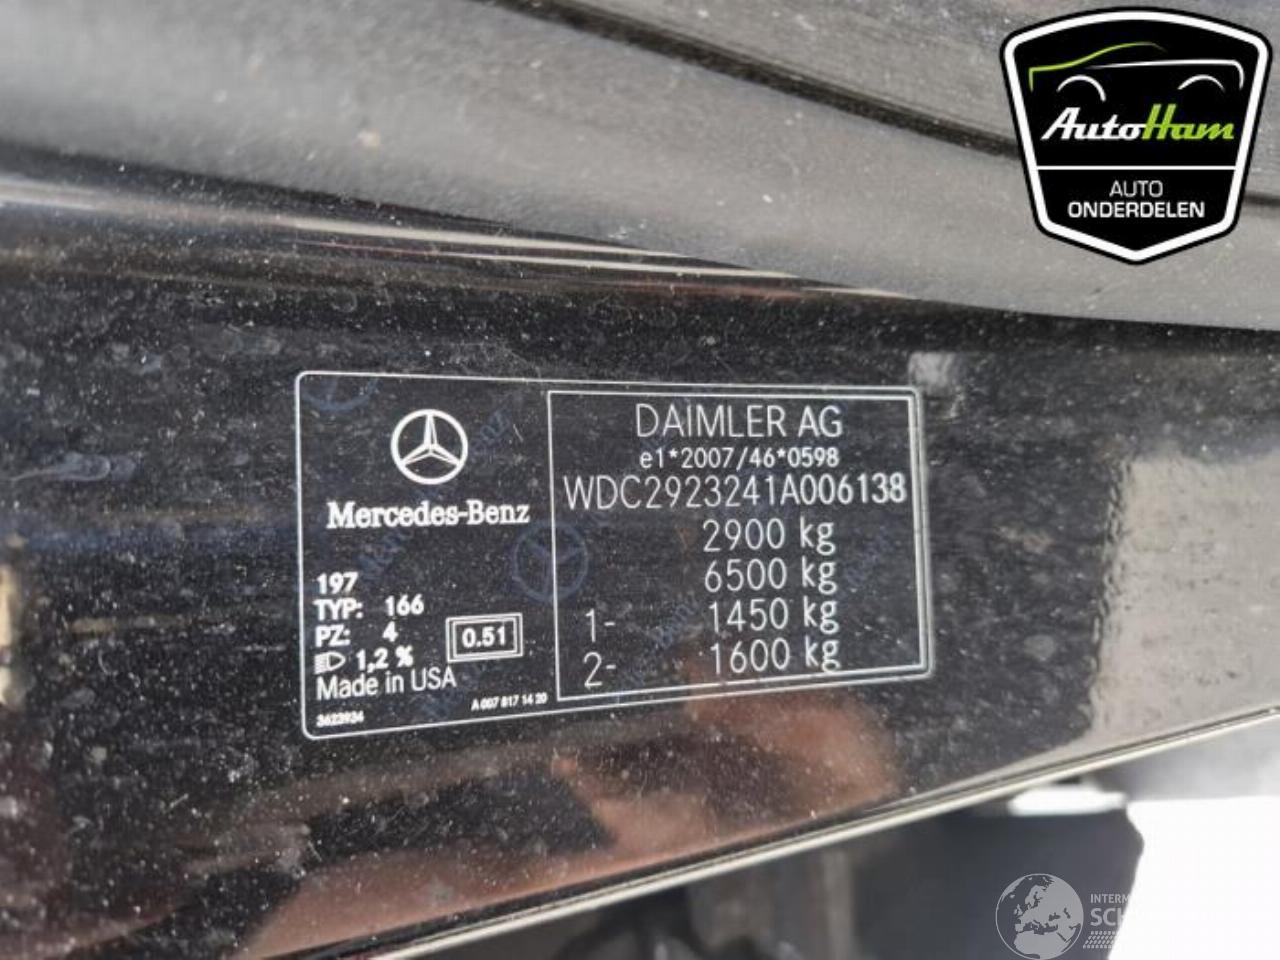 AutoHam
AUTO
ONDERDELEN
Mercedes-Benz
197
TYP: 166
PZ: 4
1,2 %
0.51
Made in USA
3623934
A 007 817 14 20
DAIMLER AG
e1*2007/46*0598
WDC2923241A006138
2900 kg
6500 kg
1- 1450 kg
2- 1600 kg